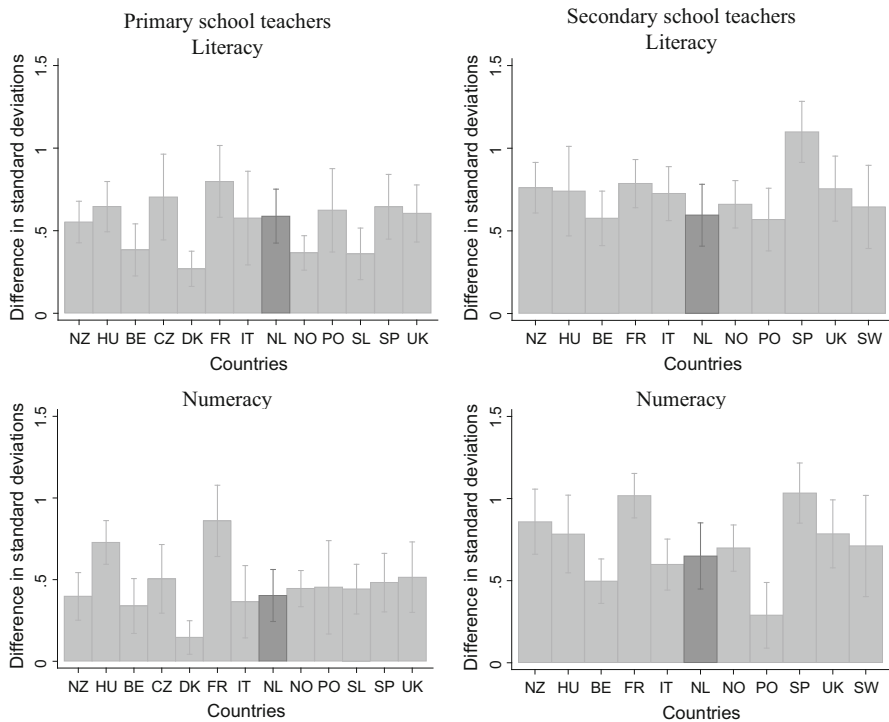 Primary school teachers
Literacy
Difference in standard deviations
0 .5 1 1.5
NZ HU BE CZ DK FR IT NL NO PO SL SP UK
Countries
Secondary school teachers
Literacy
Difference in standard deviations
0 .5 1 1.5
NZ HU BE FR IT NL NO PO SP UK SW
Countries
Numeracy
Difference in standard deviations
0 .5 1 1.5
NZ HU BE CZ DK FR IT NL NO PO SL SP UK
Countries
Numeracy
Difference in standard deviations
0 .5 1 1.5
NZ HU BE FR IT NL NO PO SP UK SW
Countries